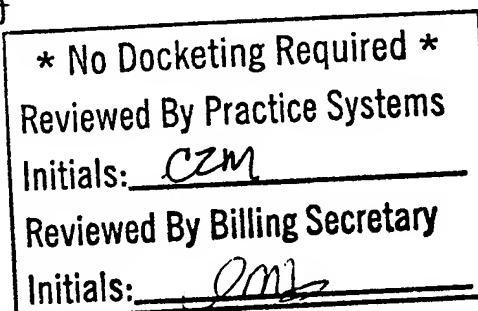 * No Docketing Required *
Reviewed By Practice Systems
Initials: CZM
Reviewed By Billing Secretary
Initials: